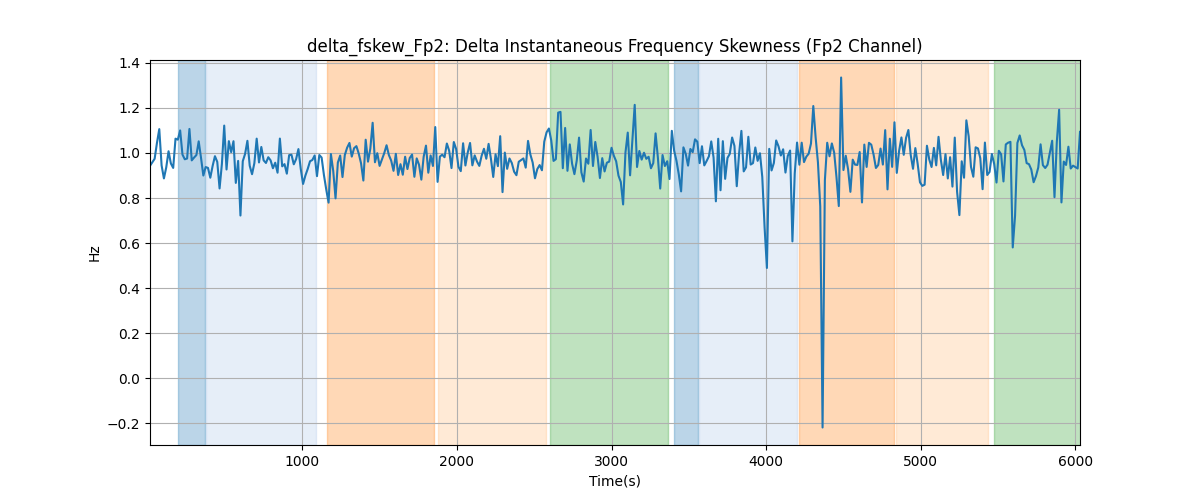 delta_fskew_Fp2: Delta Instantaneous Frequency Skewness (Fp2 Channel)
1.4
1.2
1.0
0.8
0.6
0.4
0.2
0.0
−0.2
Hz
1000 2000 3000 4000 5000 6000
Time(s)